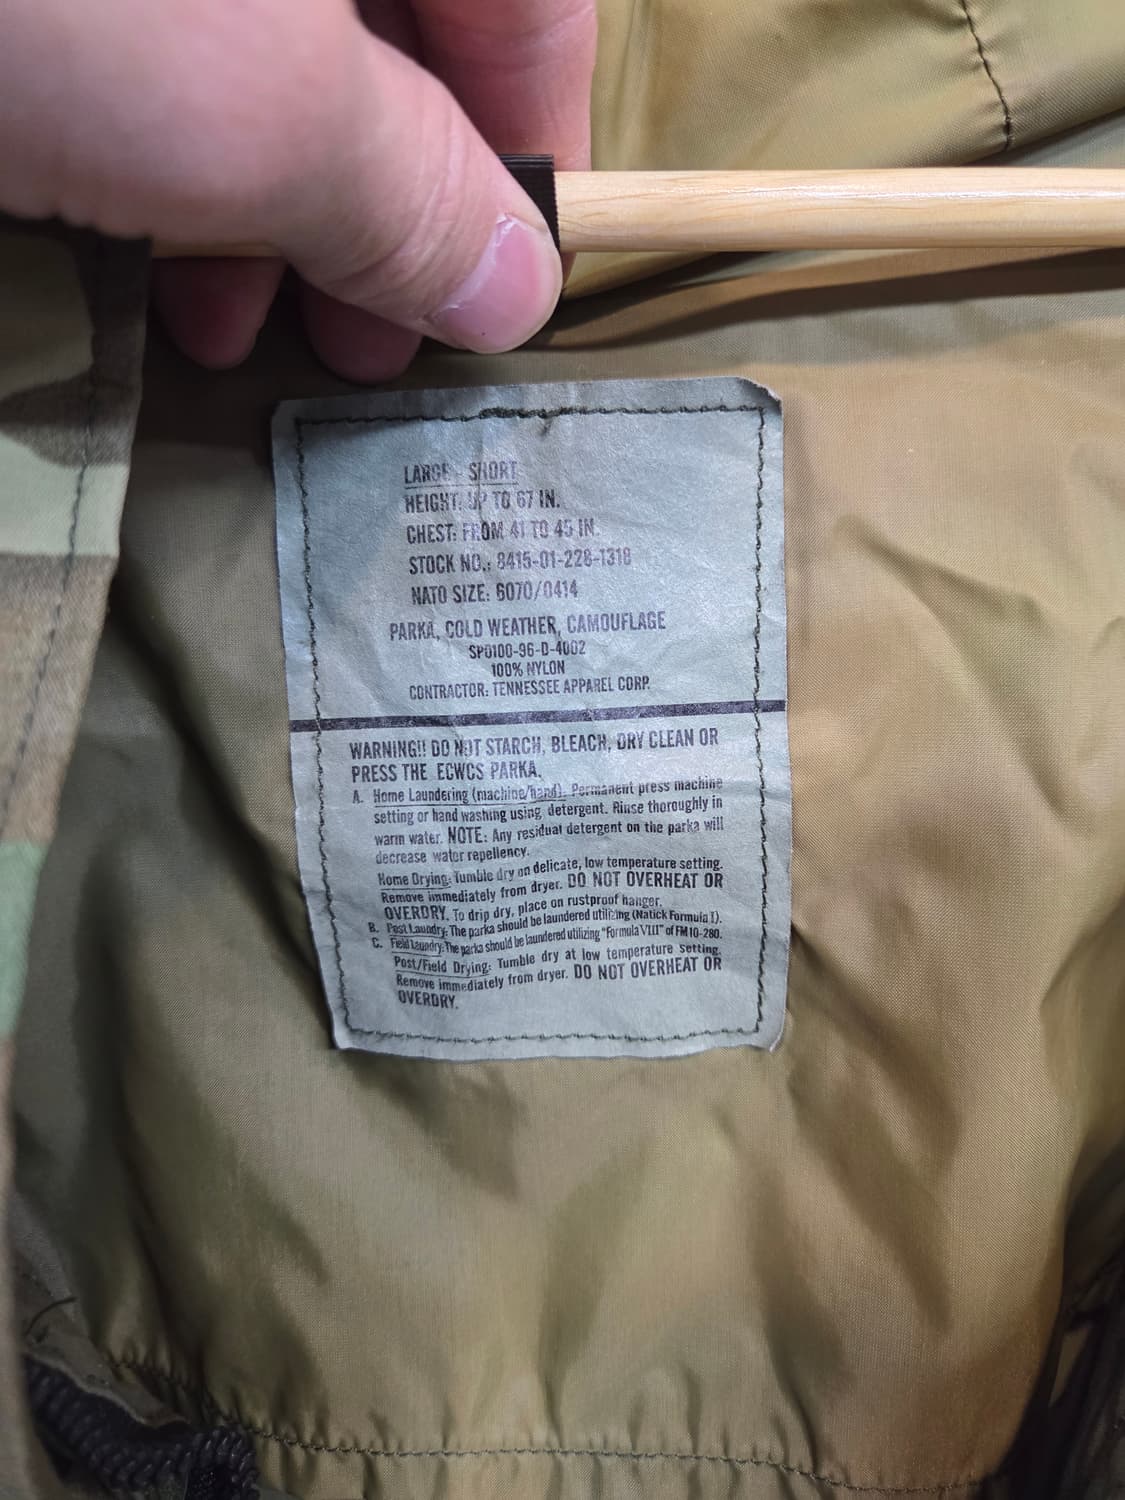 LARGE - SHORT
HEIGHT: UP TO 67 IN.
CHEST: FROM 41 TO 45 IN.
STOCK NO.: 8415-01-228-1318
NATO SIZE: 6070/0414
PARKA, COLD WEATHER, CAMOUFLAGE
SPO100-96-D-4002
100% NYLON
CONTRACTOR: TENNESSEE APPAREL CORP.
WARNING!! DO NOT STARCH, BLEACH, DRY CLEAN OR
PRESS THE ECWCS PARKA.
A. Home Laundering (machine/hand). Permanent press machine
setting or hand washing using detergent. Rinse thoroughly in
warm water. NOTE: Any residual detergent on the parka will
decrease water repellency.
Home Drying: Tumble dry on delicate, low temperature setting.
Remove immediately from dryer. DO NOT OVERHEAT OR
OVERDRY. To drip dry, place on rustproof hanger.
B. Post Laundry: The parka should be laundered utilizing (Natick Formula I).
C. Field Laundry: The parka should be laundered utilizing "Formula VIII" of FM 10-280.
Post/Field Drying: Tumble dry at low temperature setting.
Remove immediately from dryer. DO NOT OVERHEAT OR
OVERDRY.